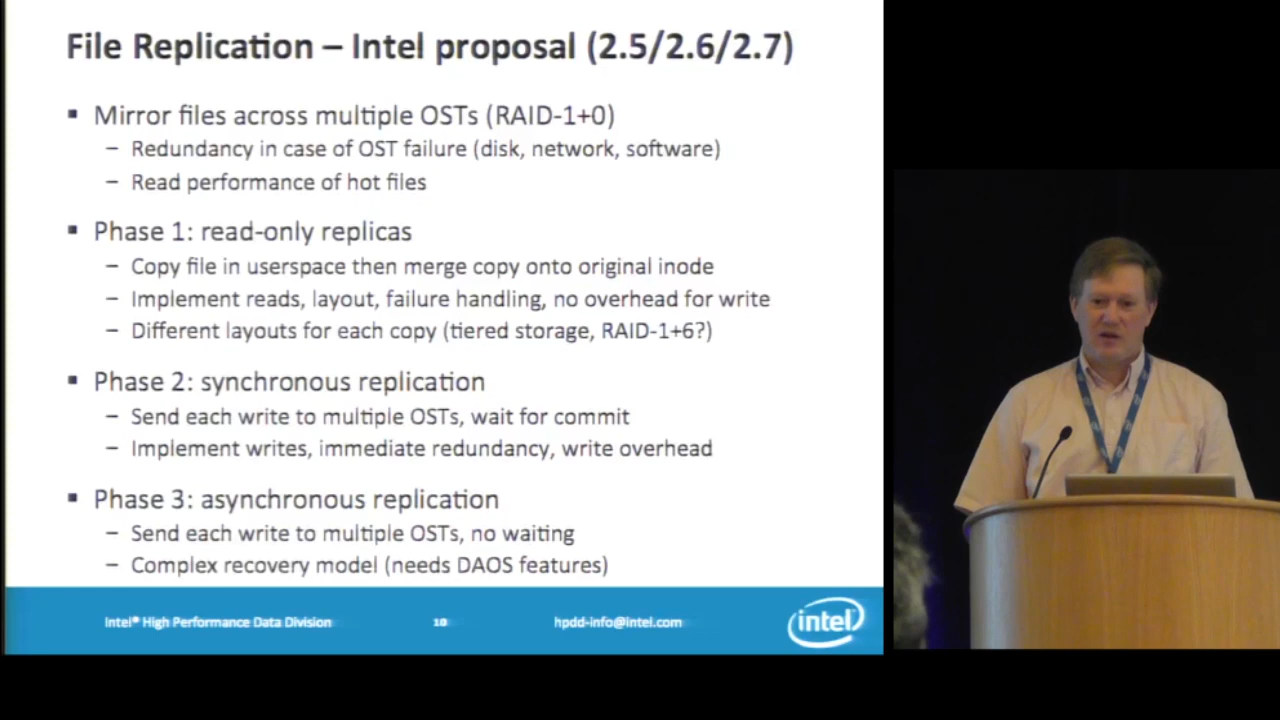 File Replication – Intel proposal (2.5/2.6/2.7)
▪ Mirror files across multiple OSTs (RAID-1+0)
– Redundancy in case of OST failure (disk, network, software)
– Read performance of hot files
▪ Phase 1: read-only replicas
– Copy file in userspace then merge copy onto original inode
– Implement reads, layout, failure handling, no overhead for write
– Different layouts for each copy (tiered storage, RAID-1+6?)
▪ Phase 2: synchronous replication
– Send each write to multiple OSTs, wait for commit
– Implement writes, immediate redundancy, write overhead
▪ Phase 3: asynchronous replication
– Send each write to multiple OSTs, no waiting
– Complex recovery model (needs DAOS features)
Intel® High Performance Data Division 10 hpdd-info@intel.com
intel